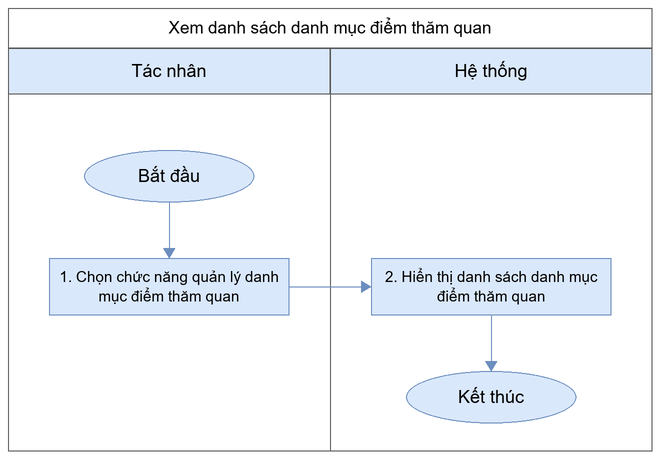 Xem danh sách danh mục điểm thăm quan
Tác nhân
Hệ thống
Bắt đầu
1. Chọn chức năng quản lý danh
mục điểm thăm quan
2. Hiển thị danh sách danh mục
điểm thăm quan
Kết thúc